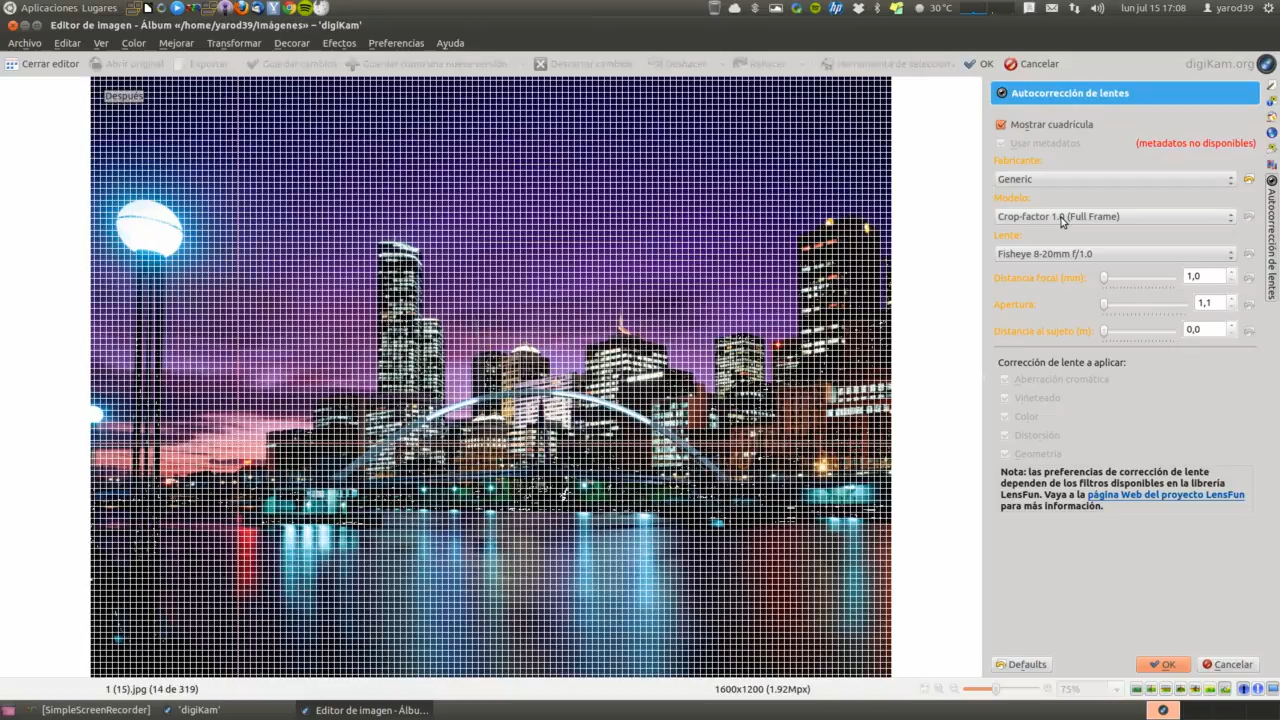 Aplicaciones Lugares
30 °C
lun jul 15 17:08
yarod39
Editor de imagen - Álbum «/home/yarod39/Imágenes» – 'digiKam'
Archivo Editar Ver Color Mejorar Transformar Decorar Efectos Preferencias Ayuda
Cerrar editor Abrir original Exportar Guardar cambios Guardar como una nueva versión Descartar cambios Deshacer Rehacer Herramienta de selección OK Cancelar digiKam.org
Después
Autocorrección de lentes
Mostrar cuadrícula
Usar metadatos (metadatos no disponibles)
Fabricante:
Generic
Modelo:
Crop-factor 1.0 (Full Frame)
Lente:
Fisheye 8-20mm f/1.0
Distancia focal (mm): 1,0
Apertura: 1,1
Distancia al sujeto (m): 0,0
Corrección de lente a aplicar:
Aberración cromática
Viñeteado
Color
Distorsión
Geometría
Nota: las preferencias de corrección de lente
dependen de los filtros disponibles en la librería
LensFun. Vaya a la página Web del proyecto LensFun
para más información.
Autocorrección de lentes
Defaults OK Cancelar
1 (15).jpg (14 de 319) 1600x1200 (1.92Mpx) 75%
[SimpleScreenRecorder] 'digiKam' Editor de imagen - Álbu...